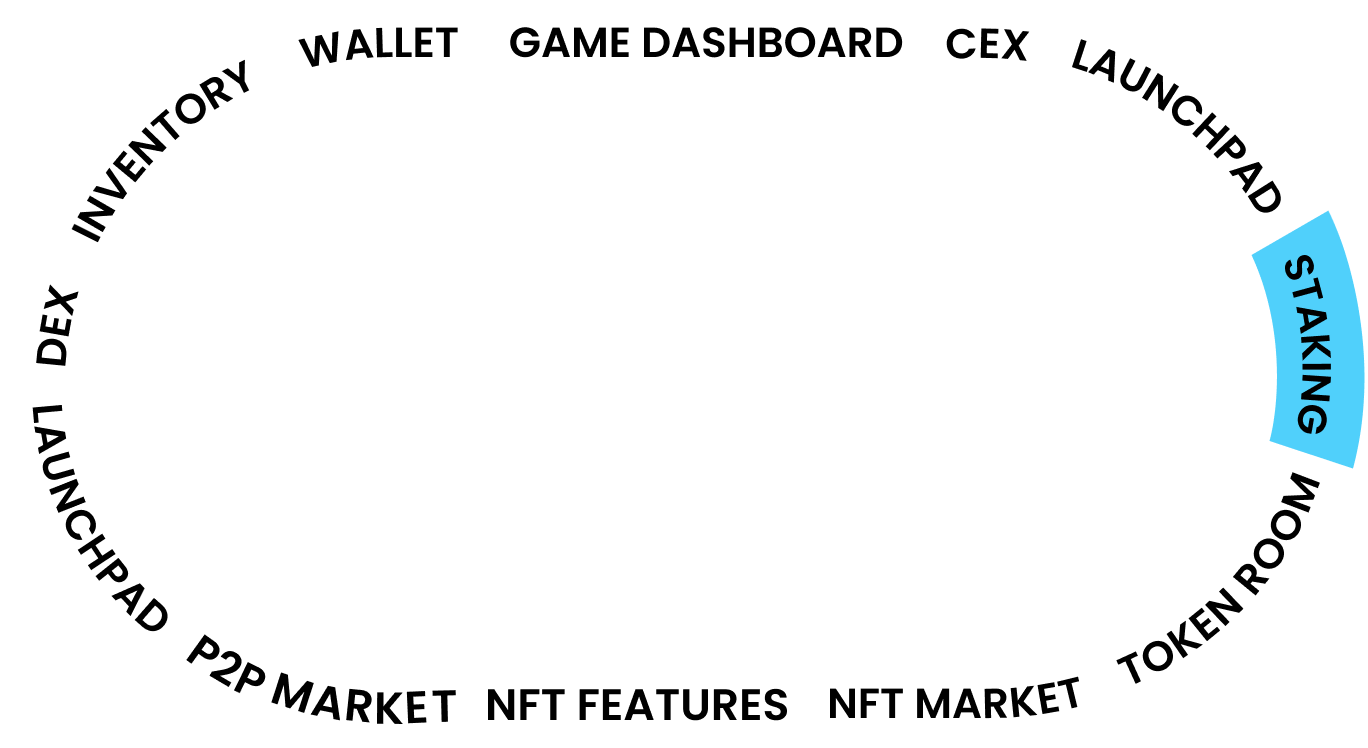 WALLET
GAME DASHBOARD
CEX
LAUNCHPAD
STAKING
TOKEN ROOM
NFT MARKET
NFT FEATURES
P2P MARKET
LAUNCHPAD
DEX
INVENTORY